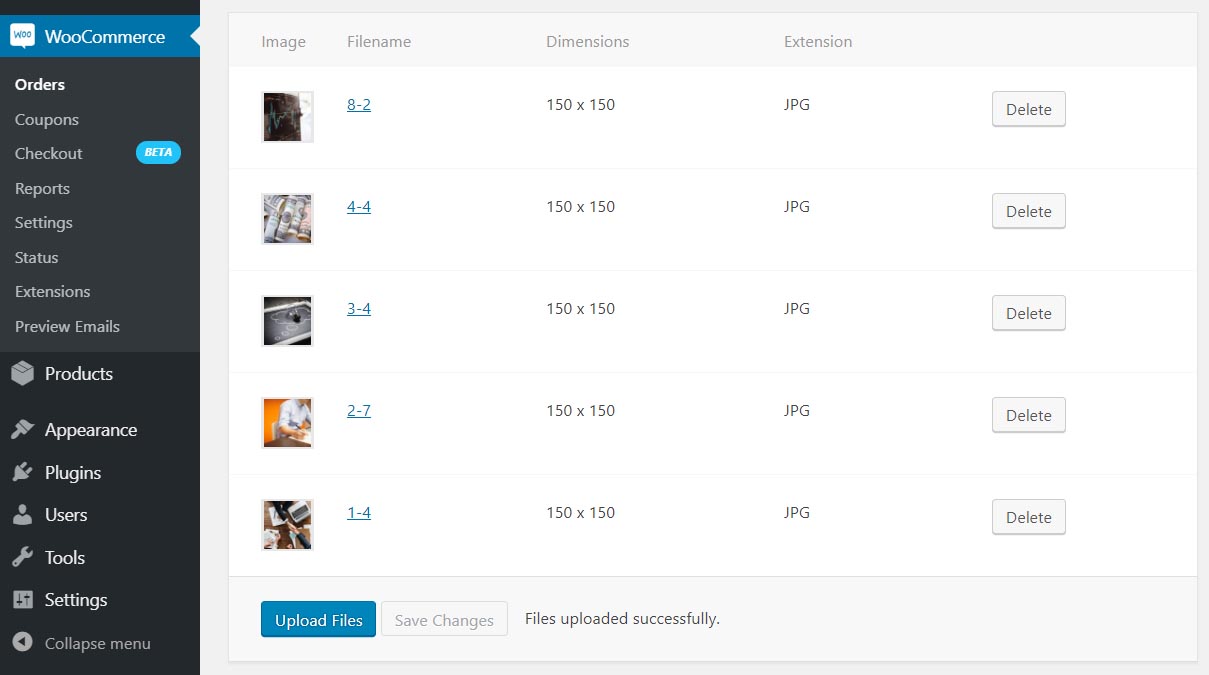 Woo WooCommerce
Orders
Coupons
Checkout BETA
Reports
Settings
Status
Extensions
Preview Emails
Products
Appearance
Plugins
Users
Tools
Settings
Collapse menu
Image Filename Dimensions Extension
8-2 150 x 150 JPG Delete
4-4 150 x 150 JPG Delete
3-4 150 x 150 JPG Delete
2-7 150 x 150 JPG Delete
1-4 150 x 150 JPG Delete
Upload Files Save Changes Files uploaded successfully.